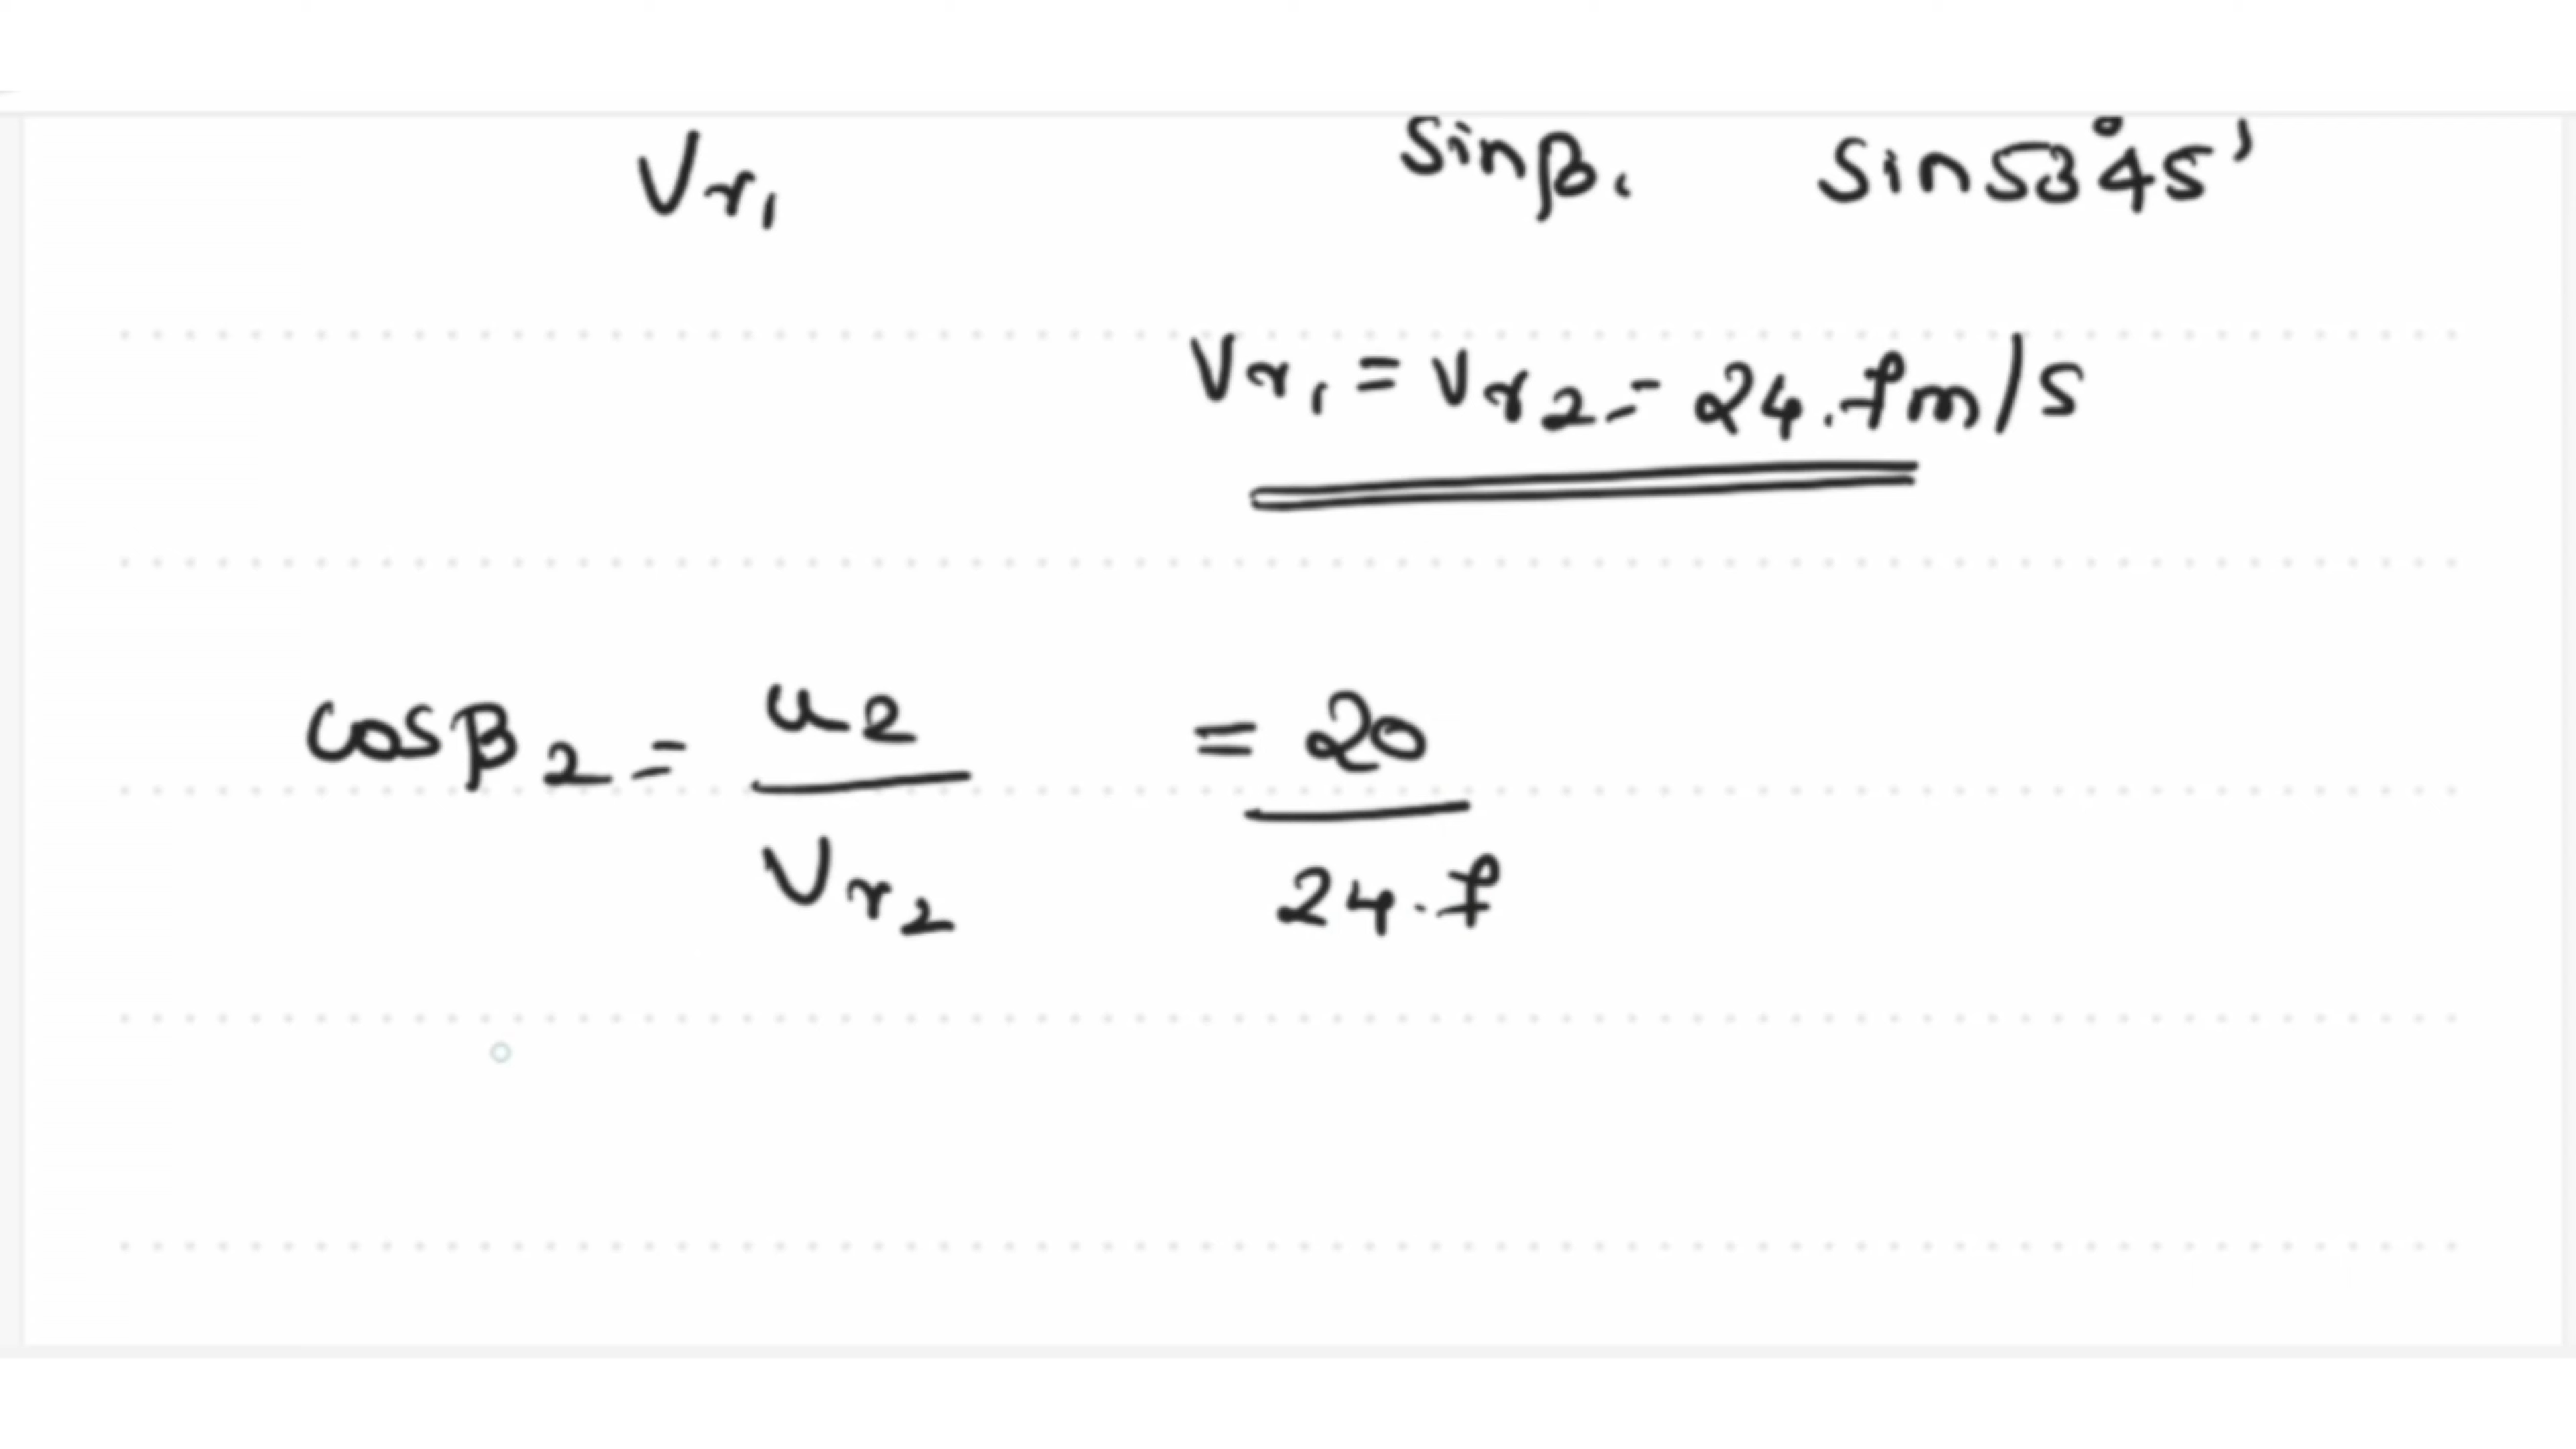 Vr₁ sinβ₁ sin53°45'
Vr₁ = Vr₂ = 24.7m/s
cosβ₂ = u₂ = 20
Vr₂ 24.7